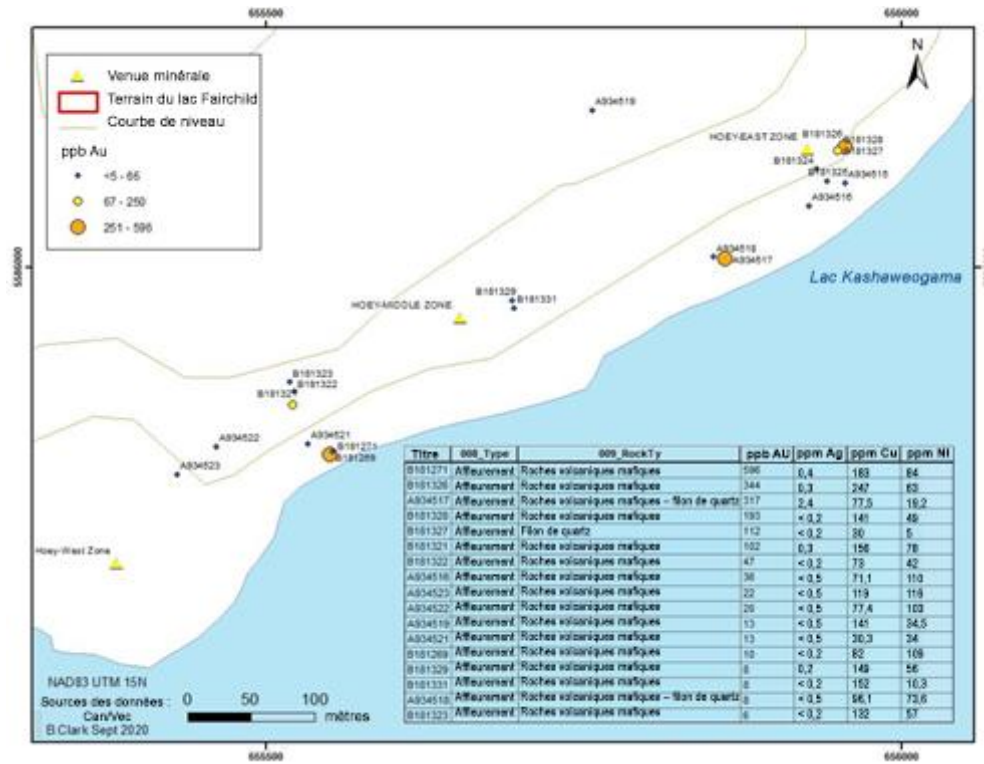 655500
656000
Venue minérale
Terrain du lac Fairchild
Courbe de niveau
ppb Au
<5 - 65
67 - 250
251 - 596
N
A934519
HOEY-EAST ZONE
B181326
B181328
B181327
B181324
B181325
A934515
A934516
A934518
A934517
Lac Kashaweogama
5586000
5586000
B181329
B181331
HOEY-MIDDLE ZONE
B181323
B181322
B18132
A934521
B181271
B181269
A934522
A934523
Hoey-West Zone
Titre 008_Type 009_RockTy ppb AU ppm Ag ppm Cu ppm NI
B181271 Affleurement Roches volcaniques mafiques 596 0,4 183 84
B181326 Affleurement Roches volcaniques mafiques 344 0,3 247 63
A934517 Affleurement Roches volcaniques mafiques – filon de quartz 317 2,4 77,5 19,2
B181328 Affleurement Roches volcaniques mafiques 193 < 0,2 141 49
B181327 Affleurement Filon de quartz 112 < 0,2 30 5
B181321 Affleurement Roches volcaniques mafiques 102 0,3 156 78
B181322 Affleurement Roches volcaniques mafiques 47 < 0,2 73 42
A934516 Affleurement Roches volcaniques mafiques 36 < 0,5 71,1 110
A934523 Affleurement Roches volcaniques mafiques 22 < 0,5 119 116
A934522 Affleurement Roches volcaniques mafiques < 0,5 77,4 103
A934519 Affleurement Roches volcaniques mafiques 13 < 0,5 141 34,5
A934521 Affleurement Roches volcaniques mafiques 13 < 0,5 30,3 34
B181269 Affleurement Roches volcaniques mafiques 10 < 0,2 82 109
B181329 Affleurement Roches volcaniques mafiques 8 0,2 149 56
B181331 Affleurement Roches volcaniques mafiques 8 < 0,2 152 10,3
A934518 Affleurement Roches volcaniques mafiques – filon de quartz 8 < 0,5 96,1 73,6
B181323 Affleurement Roches volcaniques mafiques 6 < 0,2 132 57
NAD83 UTM 15N
Sources des données :
Can/Vec
B.Clark Sept 2020
0 50 100
mètres
655500
656000